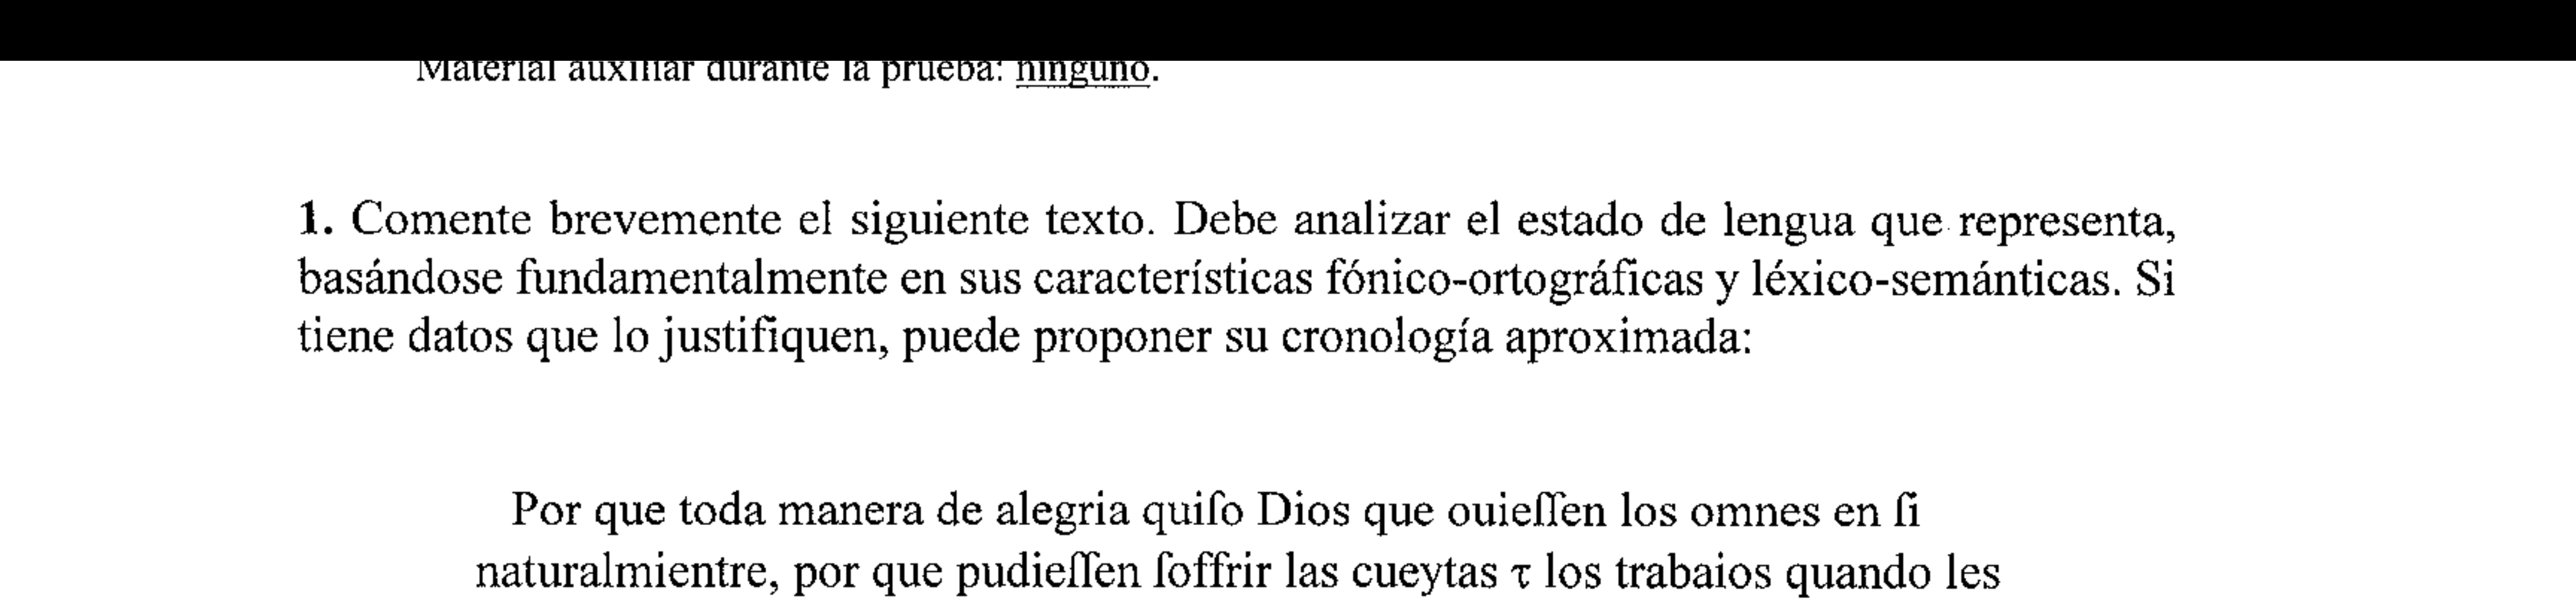 Material auxiliar durante la prueba: ninguno.
1. Comente brevemente el siguiente texto. Debe analizar el estado de lengua que representa,
basándose fundamentalmente en sus características fónico-ortográficas y léxico-semánticas. Si
tiene datos que lo justifiquen, puede proponer su cronología aproximada:
Por que toda manera de alegria quiſo Dios que ouieſſen los omnes en ſi
naturalmientre, por que pudieſſen ſoffrir las cueytas τ los trabaios quando les